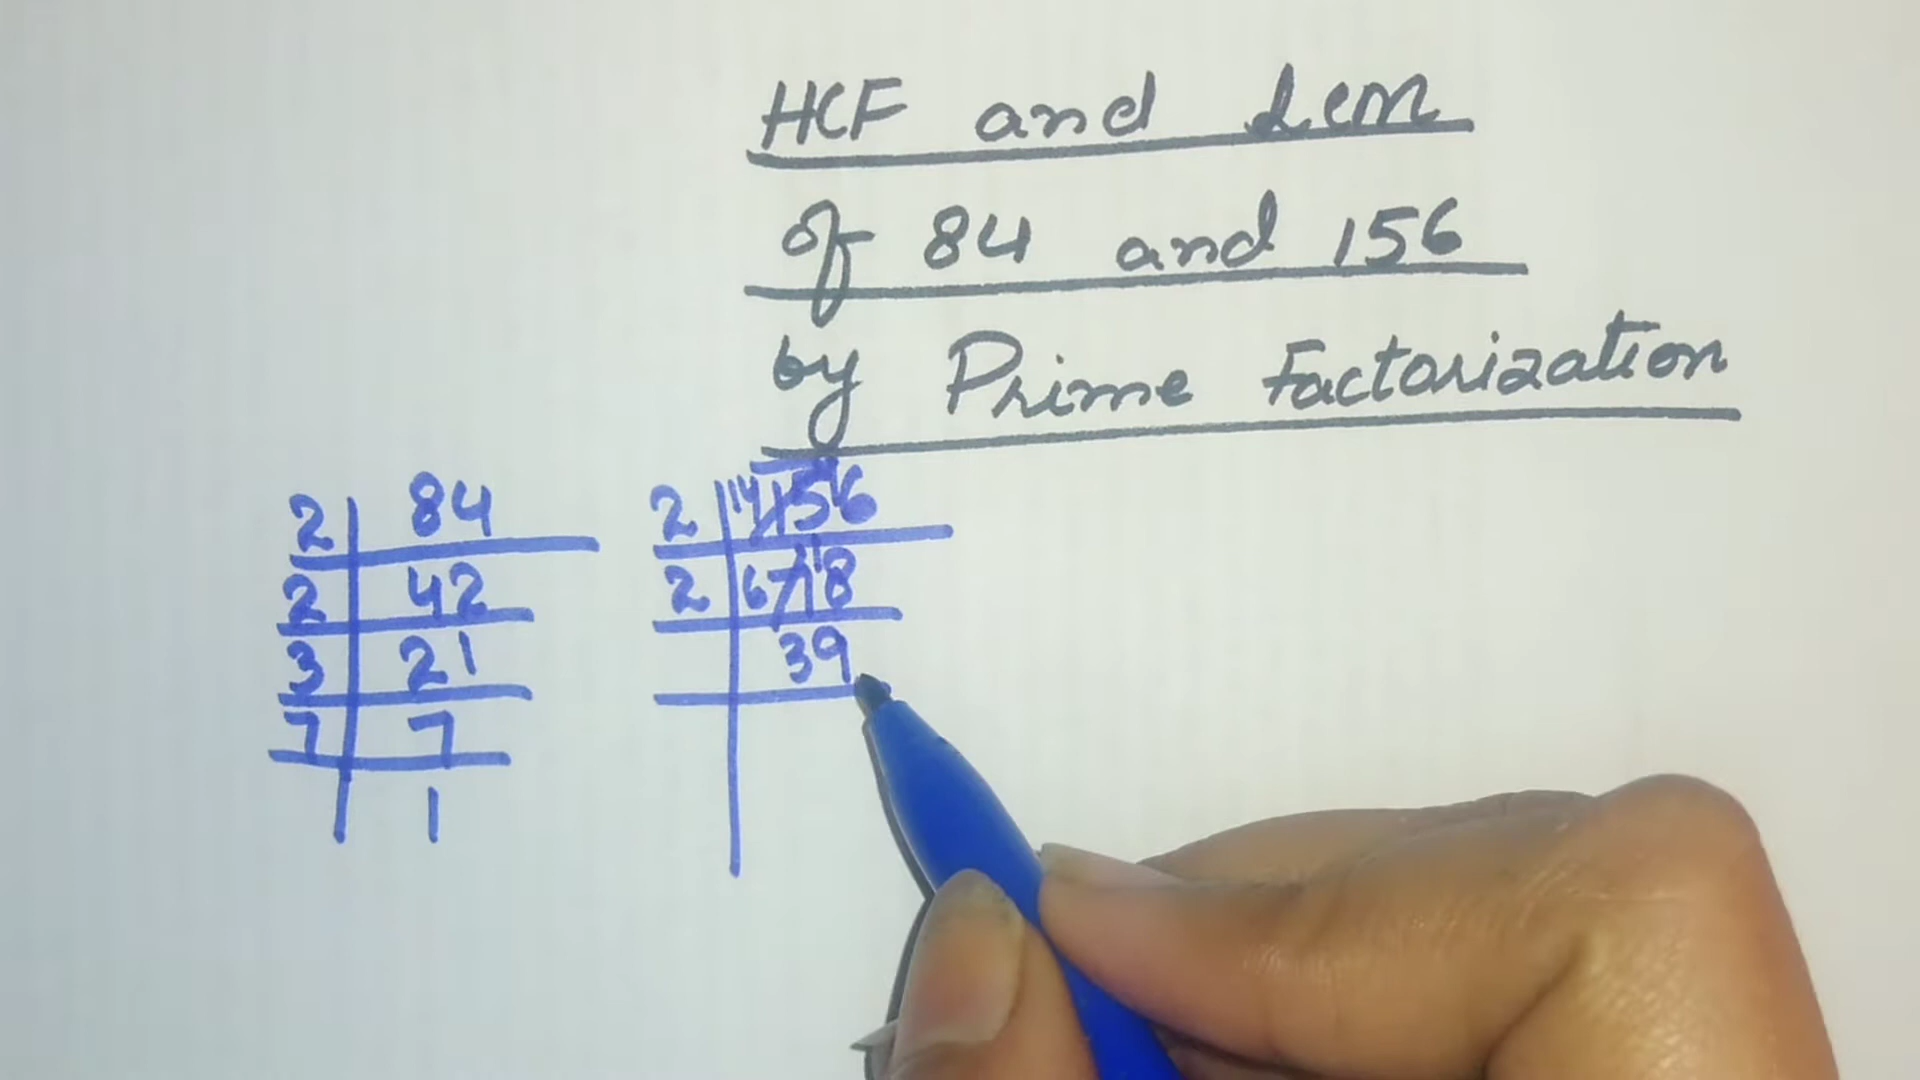 HCF and LCM
of 84 and 156
by Prime Factorization
2 84
2 42
3 21
7 7
1
2 156
2 78
39